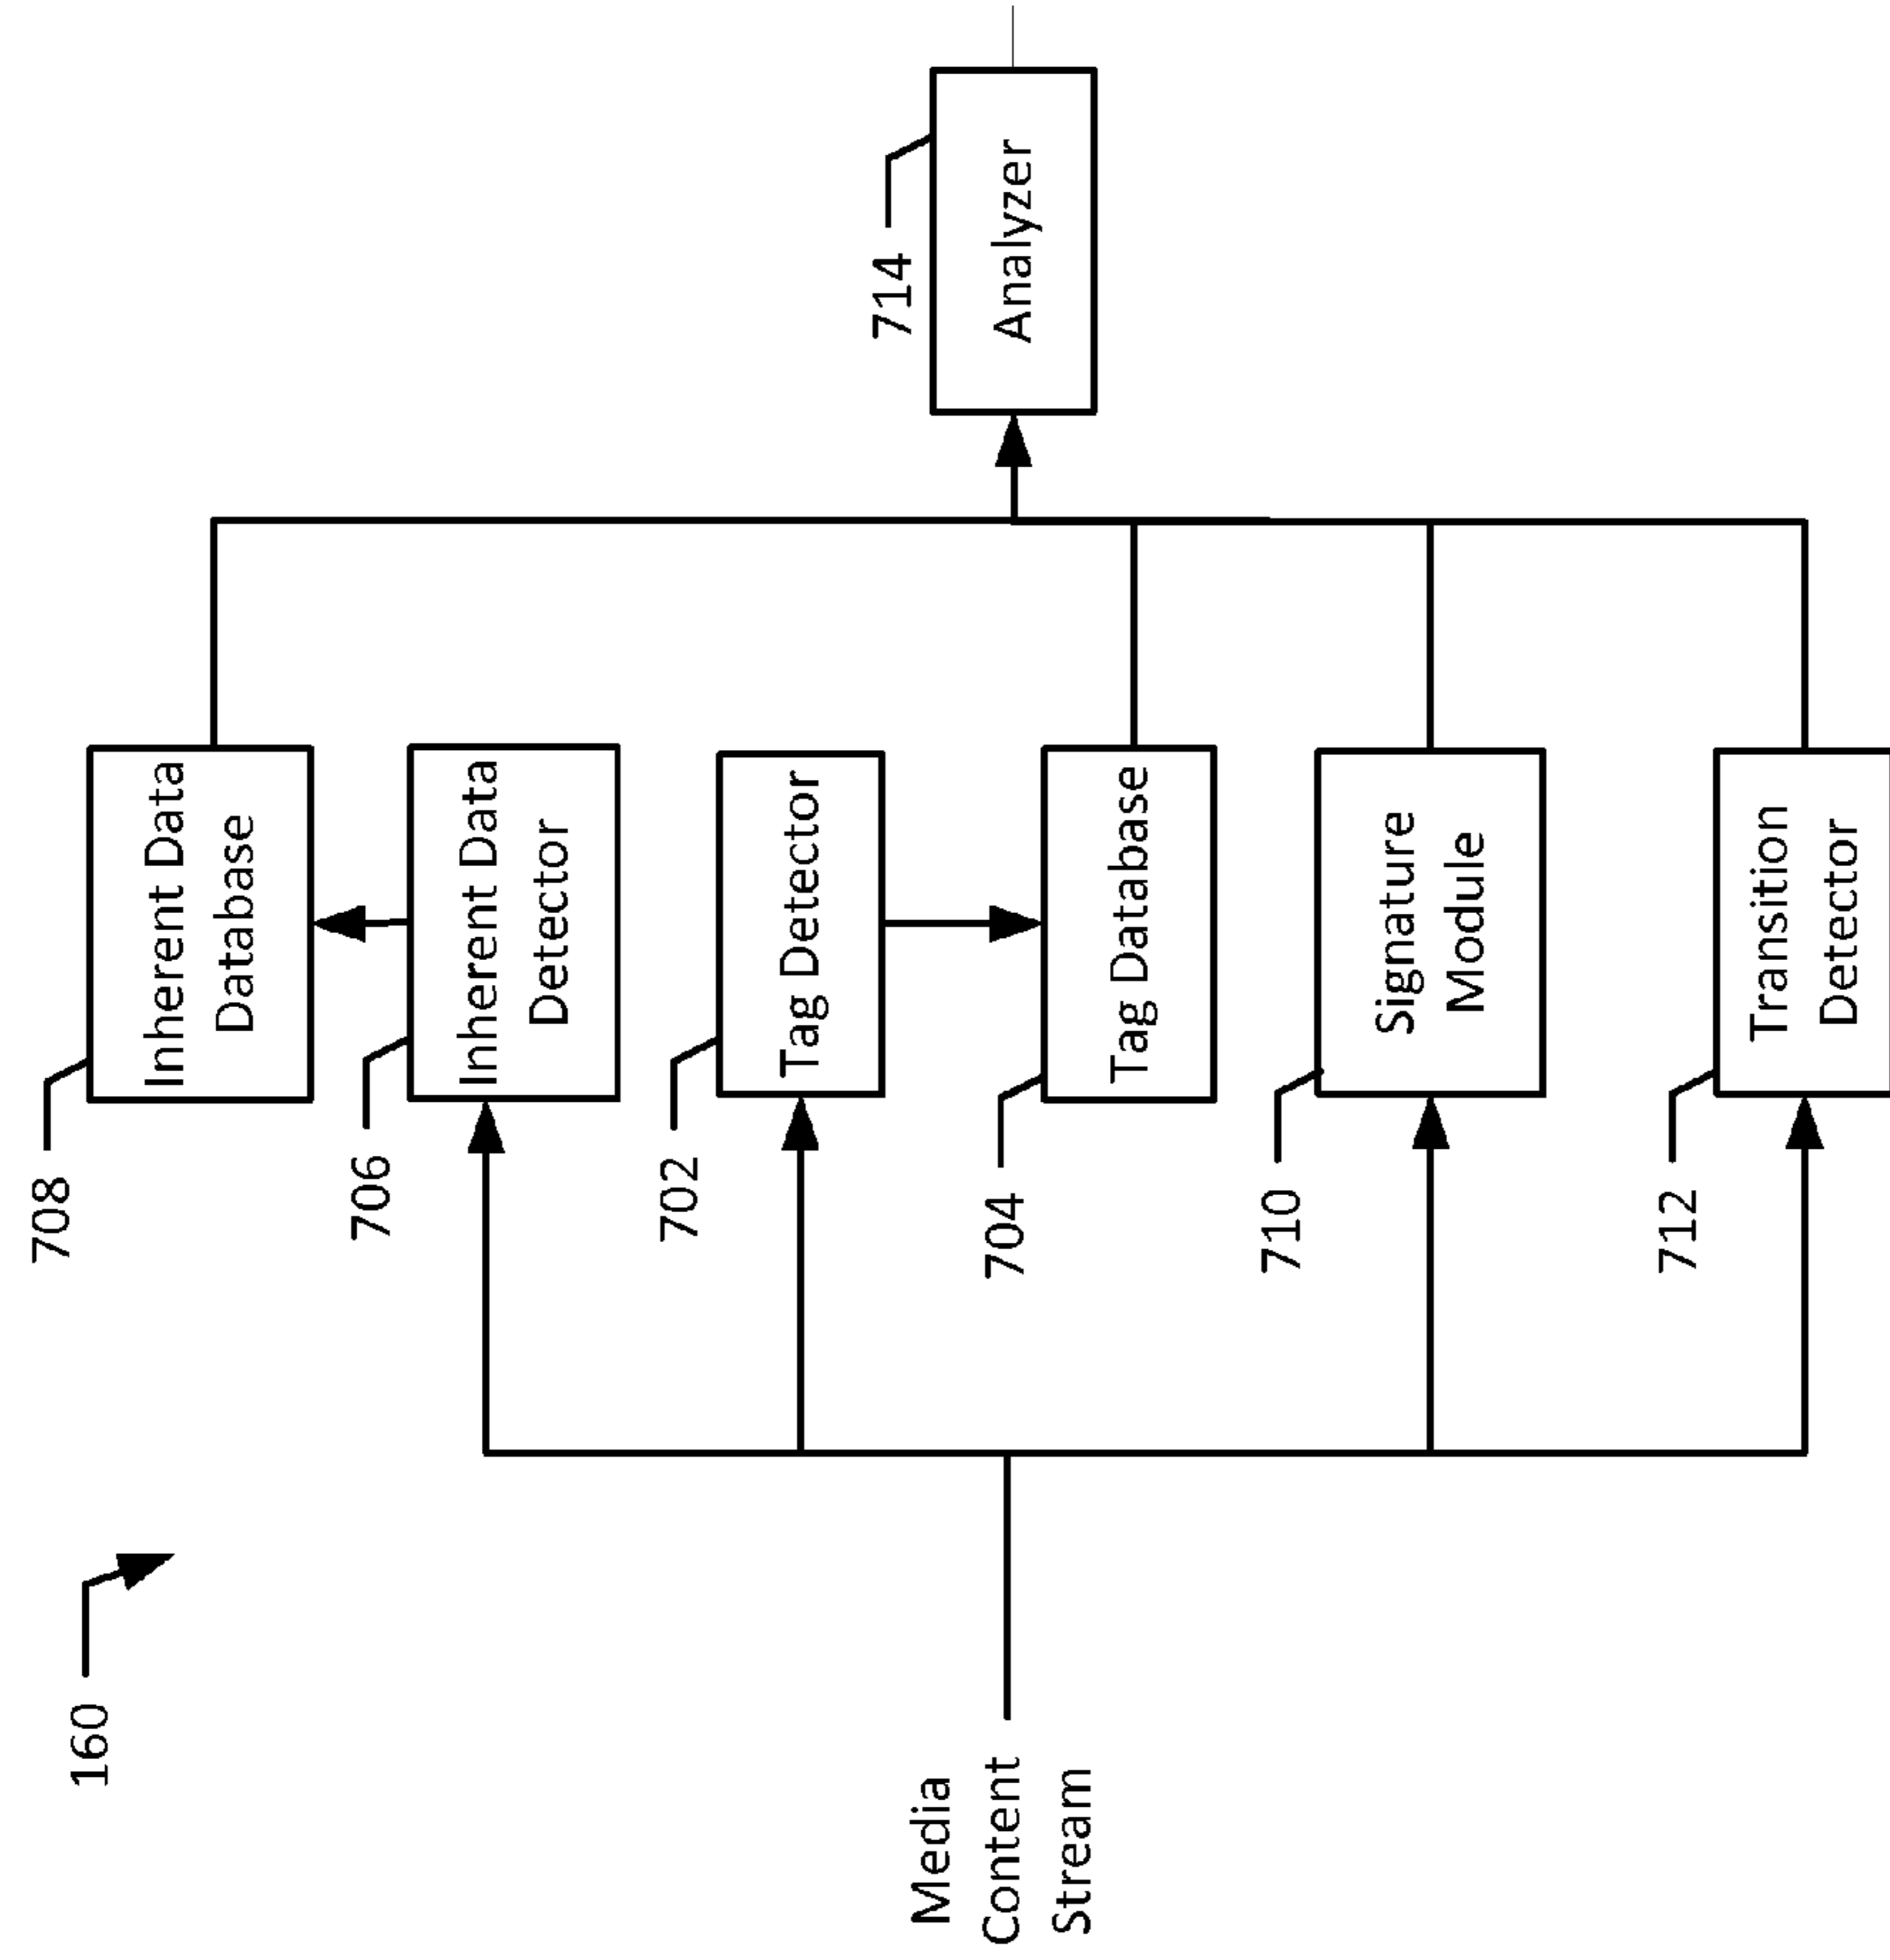 160
Media
Content
Stream
708
Inherent Data
Database
706
Inherent Data
Detector
702
Tag Detector
704
Tag Database
710
Signature
Module
712
Transition
Detector
714
Analyzer